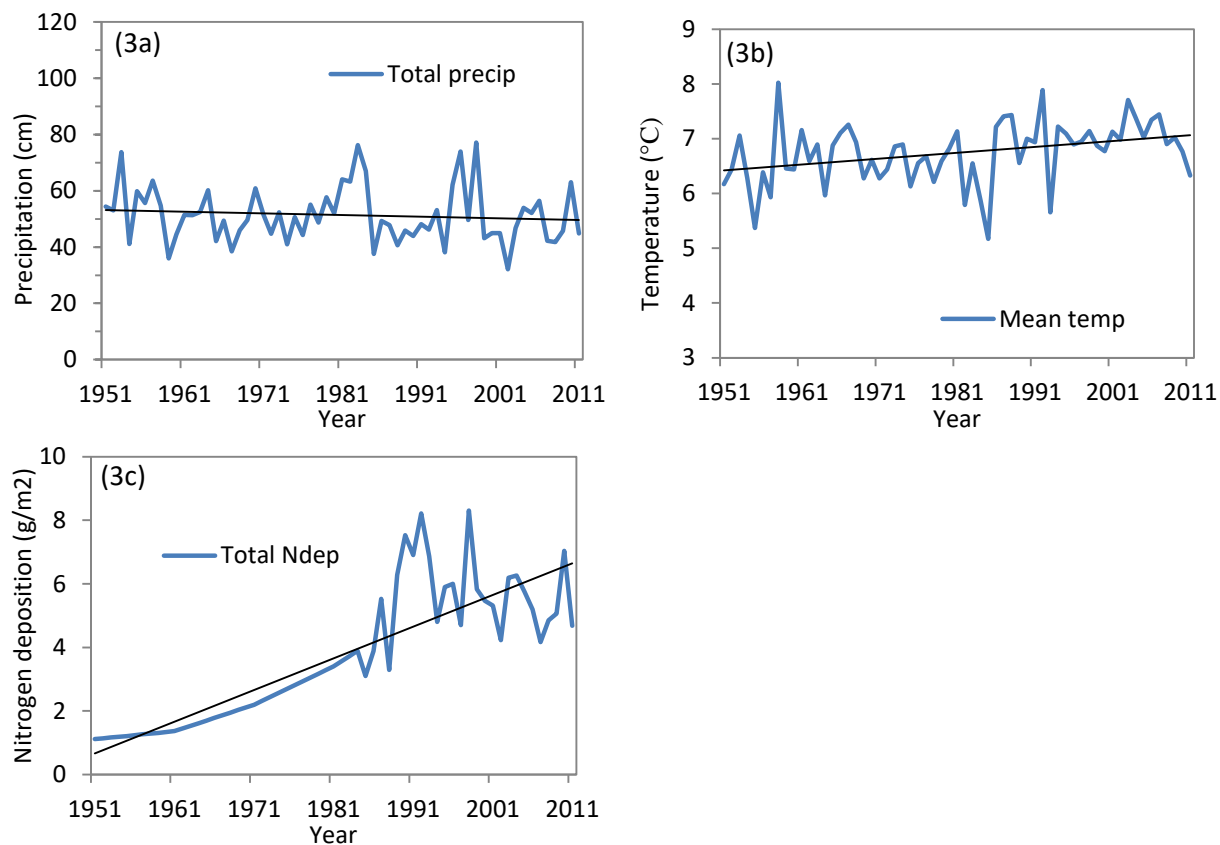 (3a)
Total precip
Precipitation (cm)
120
100
80
60
40
20
0
1951 1961 1971 1981 1991 2001 2011
Year
(3b)
Mean temp
Temperature (°C)
9
8
7
6
5
4
3
1951 1961 1971 1981 1991 2001 2011
Year
(3c)
Total Ndep
Nitrogen deposition (g/m2)
10
8
6
4
2
0
1951 1961 1971 1981 1991 2001 2011
Year